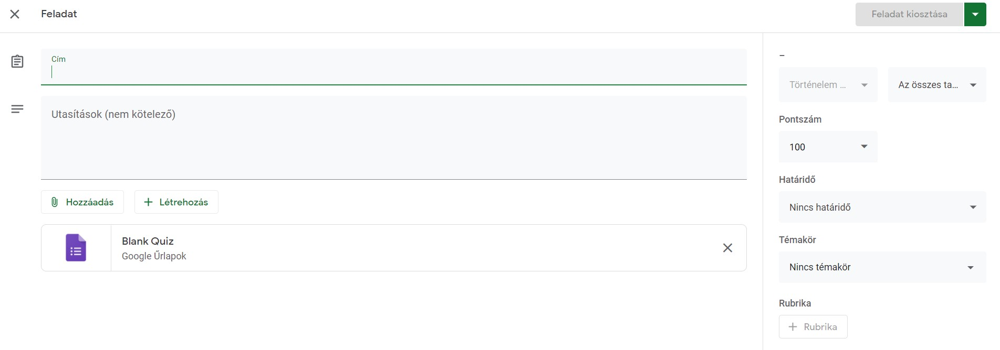 Feladat
Feladat kiosztása
Cím
Utasítások (nem kötelező)
Hozzáadás
Létrehozás
Blank Quiz
Google Űrlapok
–
Történelem ...
Az összes ta...
Pontszám
100
Határidő
Nincs határidő
Témakör
Nincs témakör
Rubrika
Rubrika